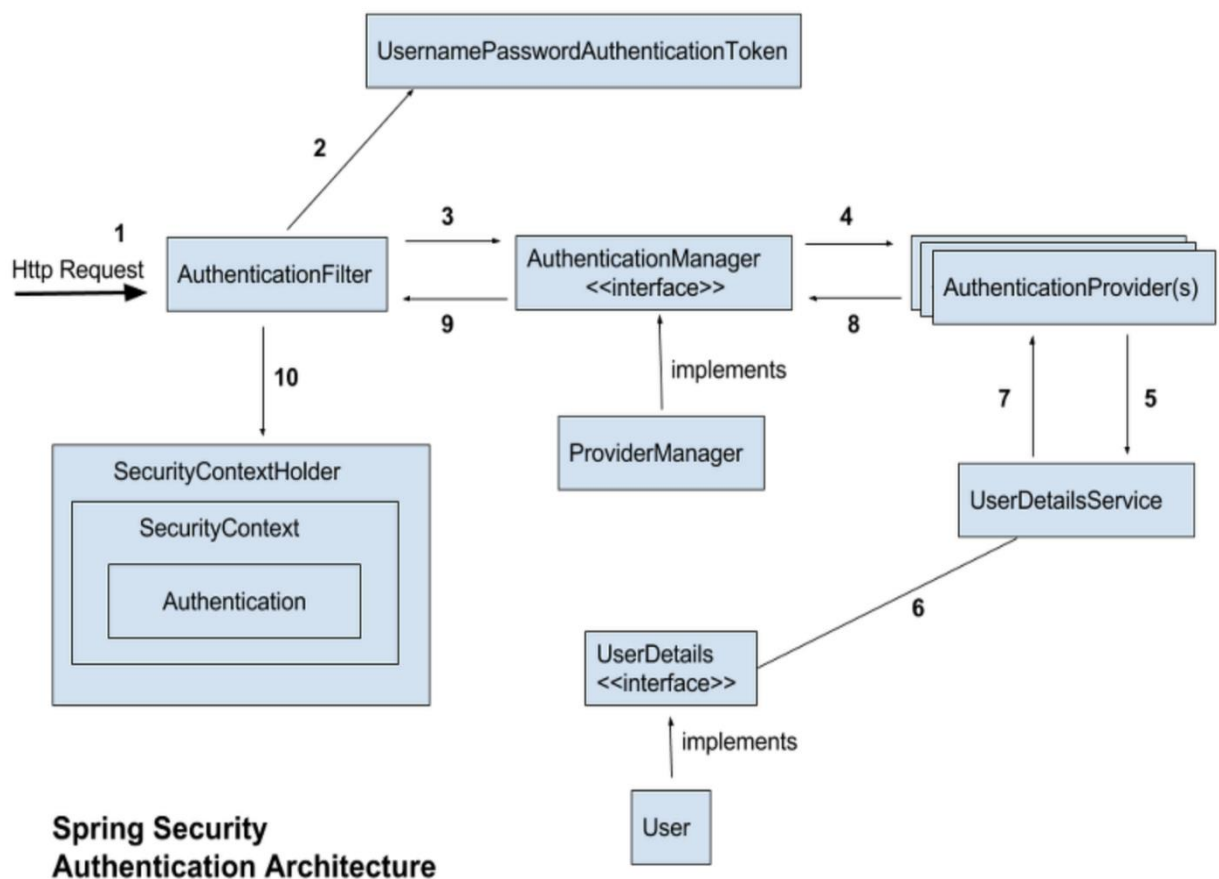 UsernamePasswordAuthenticationToken
2
1
Http Request
AuthenticationFilter
3
9
AuthenticationManager
<<interface>>
4
8
AuthenticationProvider(s)
10
implements
ProviderManager
7
5
UserDetailsService
SecurityContextHolder
SecurityContext
Authentication
6
UserDetails
<<interface>>
implements
User
Spring Security
Authentication Architecture